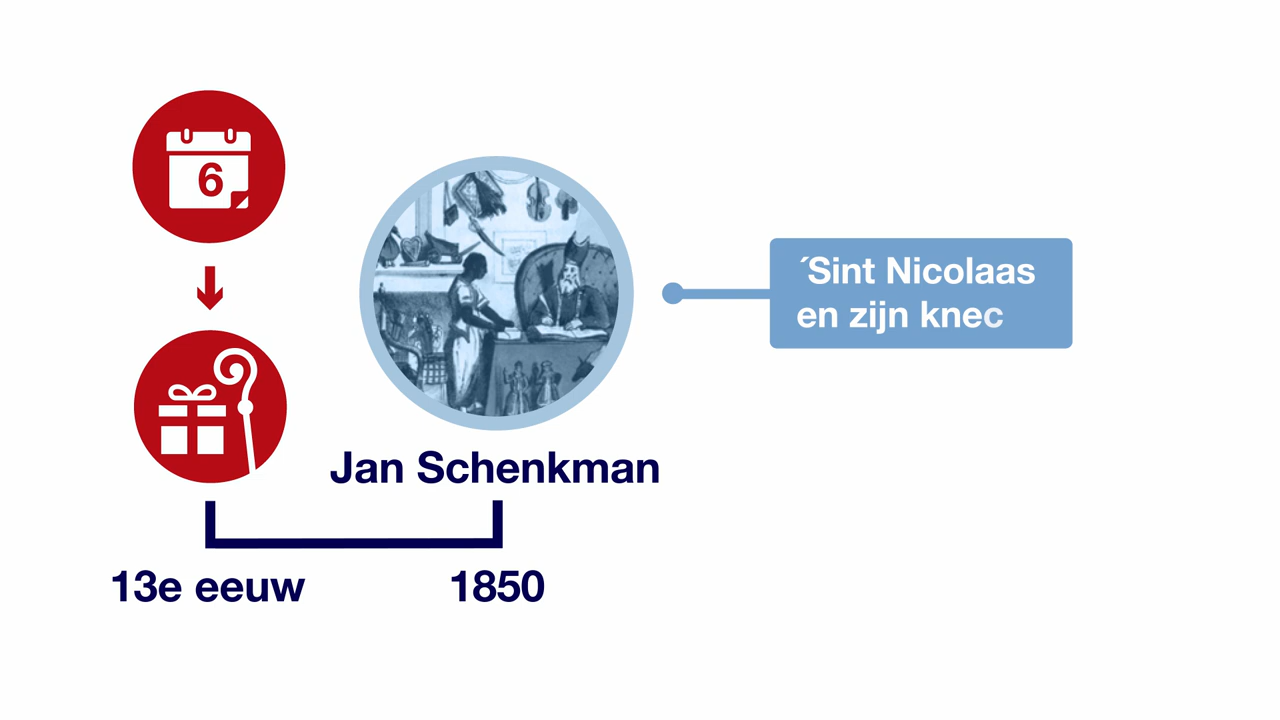 6
´Sint Nicolaas
en zijn knec
Jan Schenkman
13e eeuw
1850